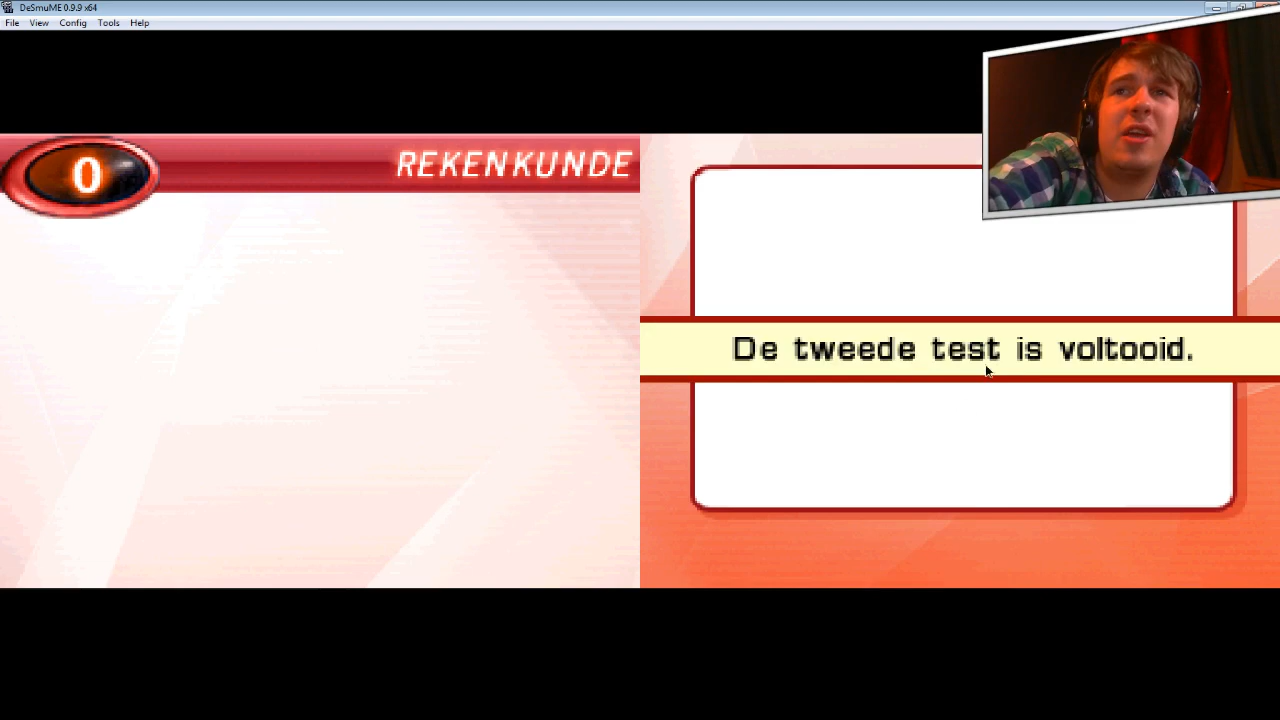 DeSmuME 0.9.9 x64
File View Config Tools Help
0
REKENKUNDE
De tweede test is voltooid.